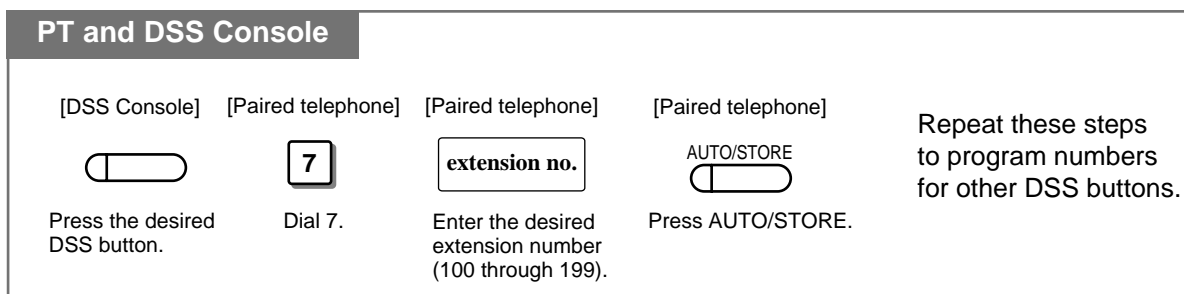 PT and DSS Console
[DSS Console]
[Paired telephone]
[Paired telephone]
[Paired telephone]
7
extension no.
AUTO/STORE
Press the desired
DSS button.
Dial 7.
Enter the desired
extension number
(100 through 199).
Press AUTO/STORE.
Repeat these steps
to program numbers
for other DSS buttons.